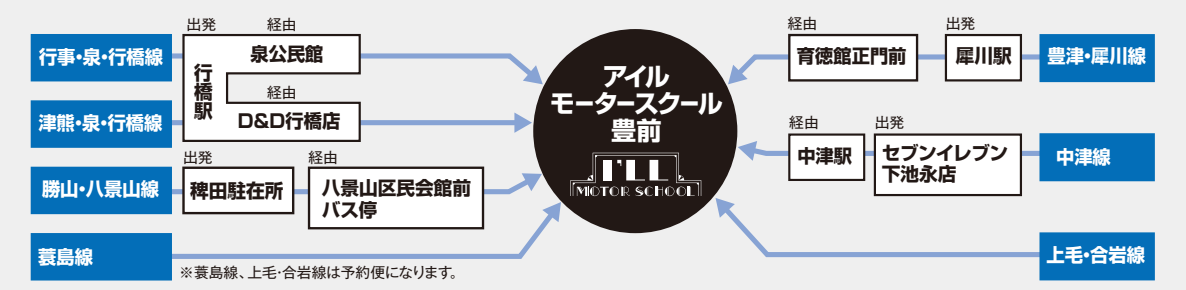 出発 経由
行事・泉・行橋線
行橋駅
泉公民館
経由
津熊・泉・行橋線
D&D行橋店
出発 経由
勝山・八景山線
稗田駐在所
八景山区民会館前
バス停
蓑島線
※蓑島線、上毛・合岩線は予約便になります。
アイル
モータースクール
豊前
I'LL
MOTOR SCHOOL
経由 出発
育徳館正門前
犀川駅
豊津・犀川線
経由 出発
中津駅
セブンイレブン
下池永店
中津線
上毛・合岩線